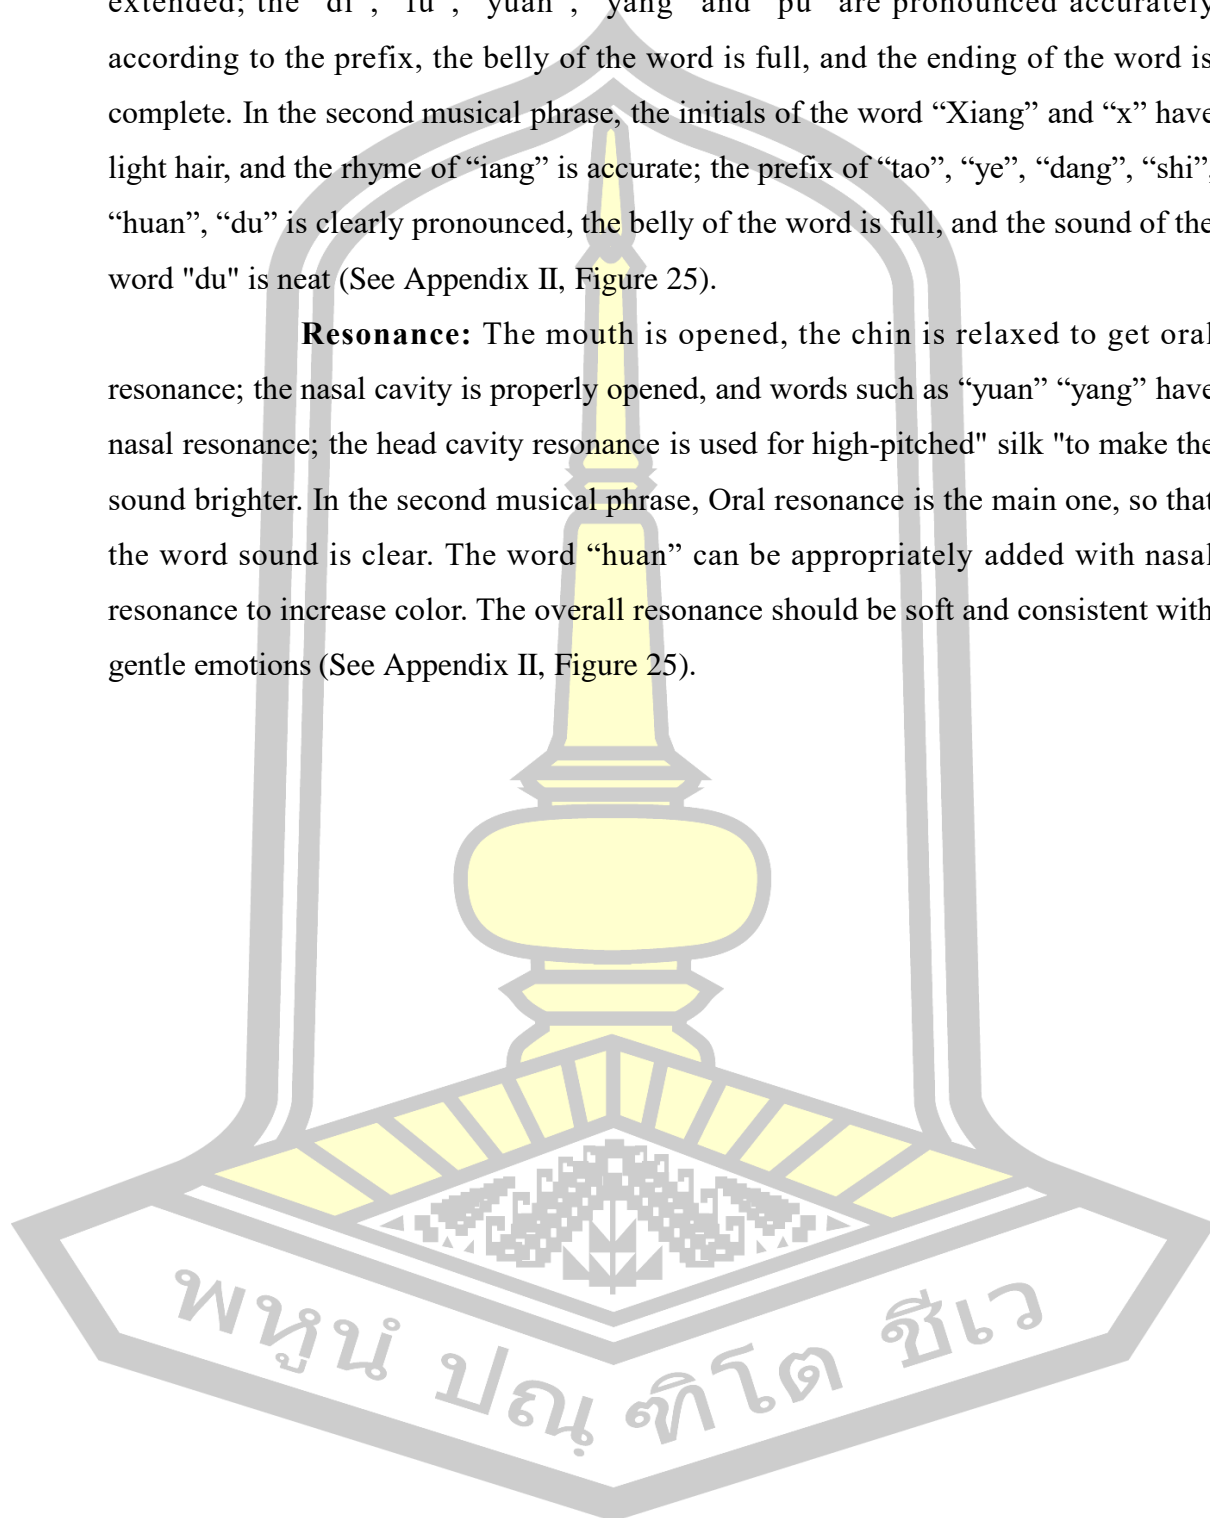 extended; the “di”, “fu”, “yuan”, “yang” and “pu” are pronounced accurately
according to the prefix, the belly of the word is full, and the ending of the word is
complete. In the second musical phrase, the initials of the word “Xiang” and “x” have
light hair, and the rhyme of “iang” is accurate; the prefix of “tao”, “ye”, “dang”, “shi”,
“huan”, “du” is clearly pronounced, the belly of the word is full, and the sound of the
word "du" is neat (See Appendix II, Figure 25).
Resonance: The mouth is opened, the chin is relaxed to get oral
resonance; the nasal cavity is properly opened, and words such as “yuan” “yang” have
nasal resonance; the head cavity resonance is used for high-pitched" silk "to make the
sound brighter. In the second musical phrase, Oral resonance is the main one, so that
the word sound is clear. The word “huan” can be appropriately added with nasal
resonance to increase color. The overall resonance should be soft and consistent with
gentle emotions (See Appendix II, Figure 25).
พหูนํ ปณฺฑิโต ชีเว